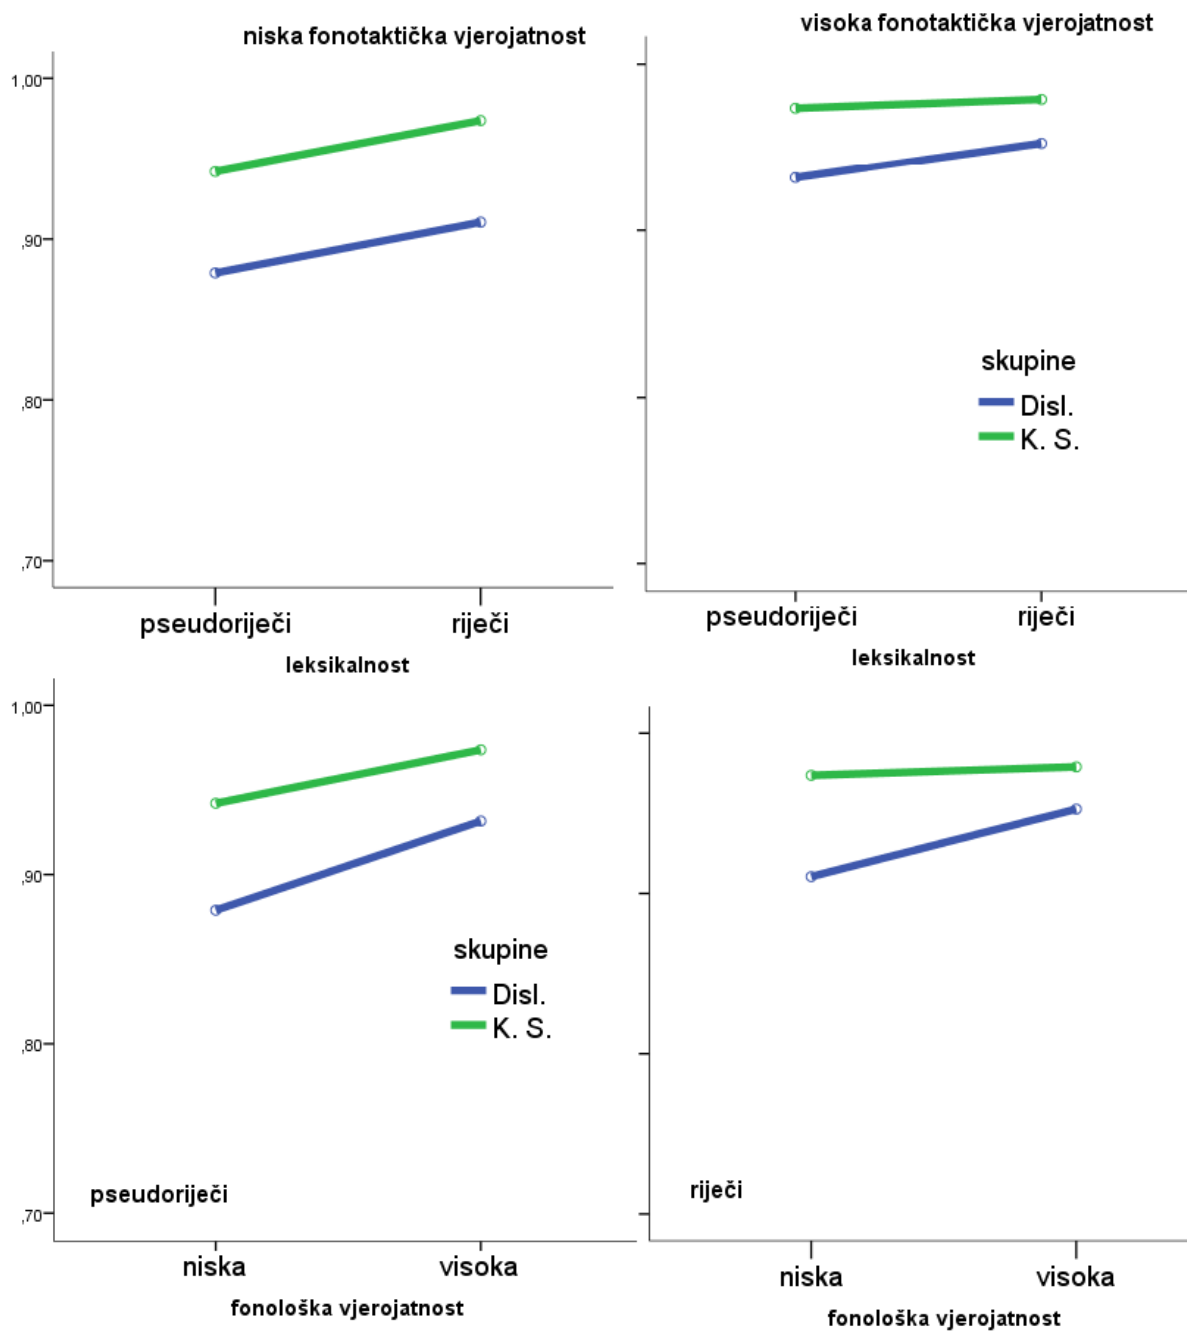 niska fonotaktička vjerojatnost
1,00
,90
,80
,70
pseudoriječi riječi
leksikalnost
visoka fonotaktička vjerojatnost
skupine
Disl.
K. S.
pseudoriječi riječi
leksikalnost
1,00
,90
,80
,70
skupine
Disl.
K. S.
pseudoriječi
niska visoka
fonološka vjerojatnost
riječi
niska visoka
fonološka vjerojatnost